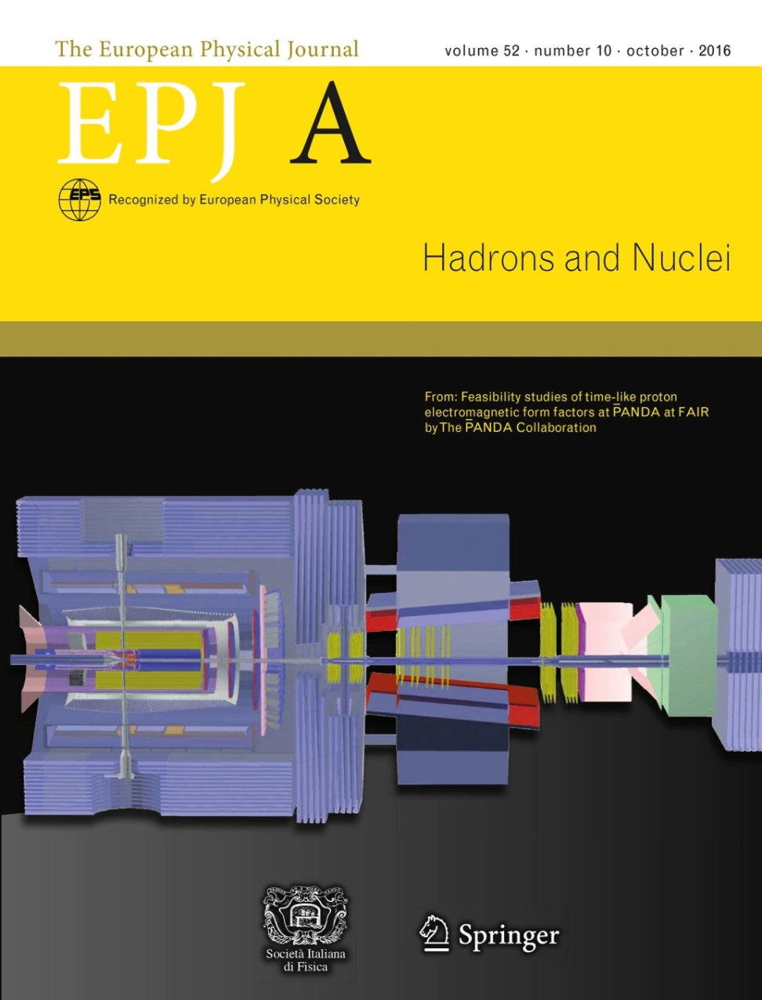 The European Physical Journal
volume 52 · number 10 · october · 2016
EPJ A
EPS
Recognized by European Physical Society
Hadrons and Nuclei
From: Feasibility studies of time-like proton
electromagnetic form factors at P̅ANDA at FAIR
by The P̅ANDA Collaboration
Società Italiana
di Fisica
Springer